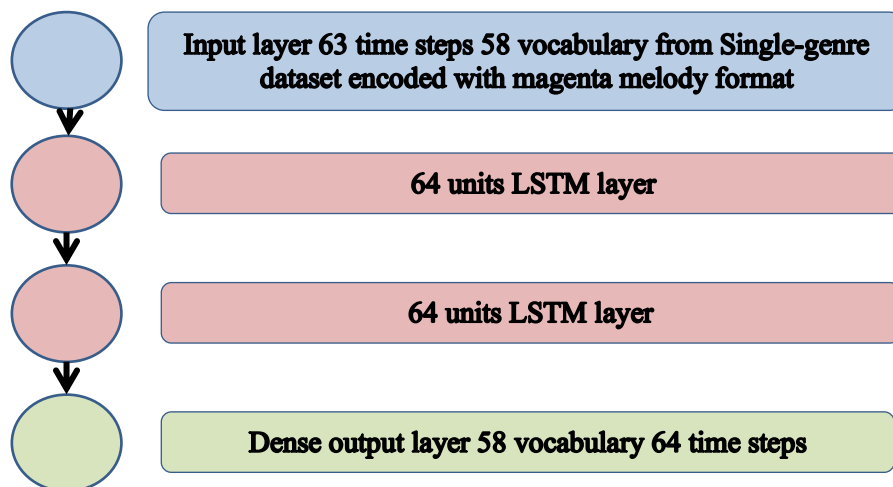 Input layer 63 time steps 58 vocabulary from Single-genre
dataset encoded with magenta melody format
64 units LSTM layer
64 units LSTM layer
Dense output layer 58 vocabulary 64 time steps